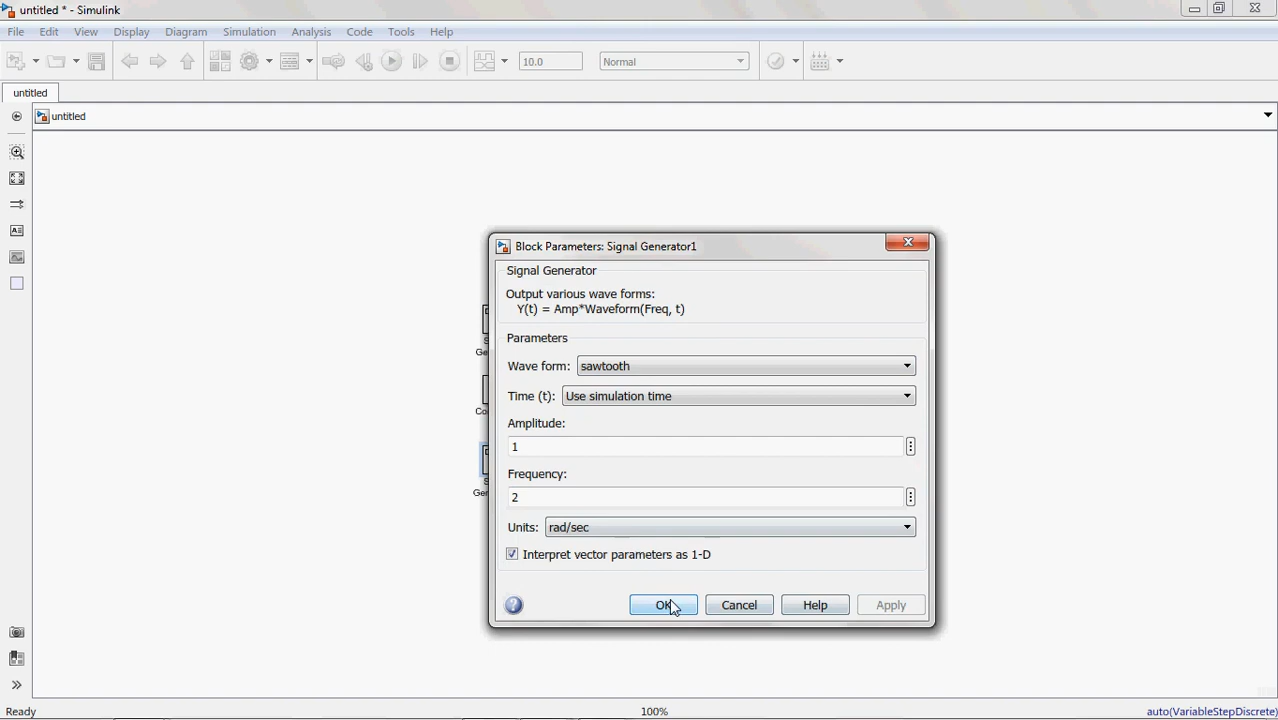 untitled * - Simulink
File Edit View Display Diagram Simulation Analysis Code Tools Help
10.0 Normal
untitled
untitled
Block Parameters: Signal Generator1
Signal Generator
Output various wave forms:
Y(t) = Amp*Waveform(Freq, t)
Parameters
Wave form: sawtooth
Time (t): Use simulation time
Amplitude:
1
Frequency:
2
Units: rad/sec
Interpret vector parameters as 1-D
OK Cancel Help Apply
Ready 100% auto(VariableStepDiscrete)